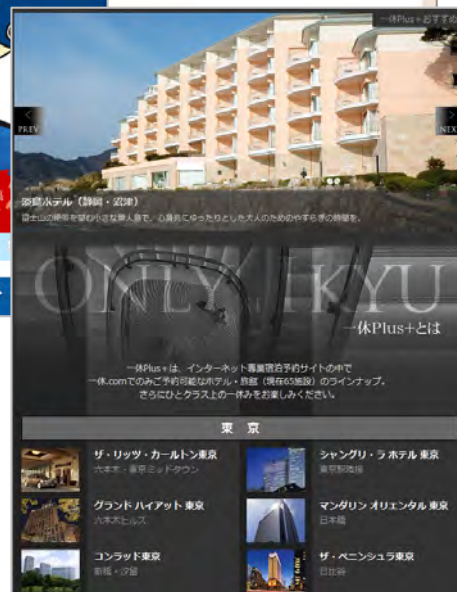 一休Plus+おすすめ
PREV
NEXT
淡島ホテル(静岡・沼津)
富士山の絶景を望む小さな無人島で、心身共にゆったりとした大人のためのやすらぎの時間を。
ONLY IKYU
一休Plus+とは
一休Plus+は、インターネット専業宿泊予約サイトの中で
一休.comでのみご予約可能なホテル・旅館(現在65施設)のラインナップ。
さらにひとクラス上の一休みをお楽しみください。
東 京
ザ・リッツ・カールトン東京
六本木・東京ミッドタウン
シャングリ・ラ ホテル 東京
東京駅隣接
グランド ハイアット 東京
六本木ヒルズ
マンダリン オリエンタル 東京
日本橋
コンラッド東京
新橋・汐留
ザ・ペニンシュラ東京
日比谷